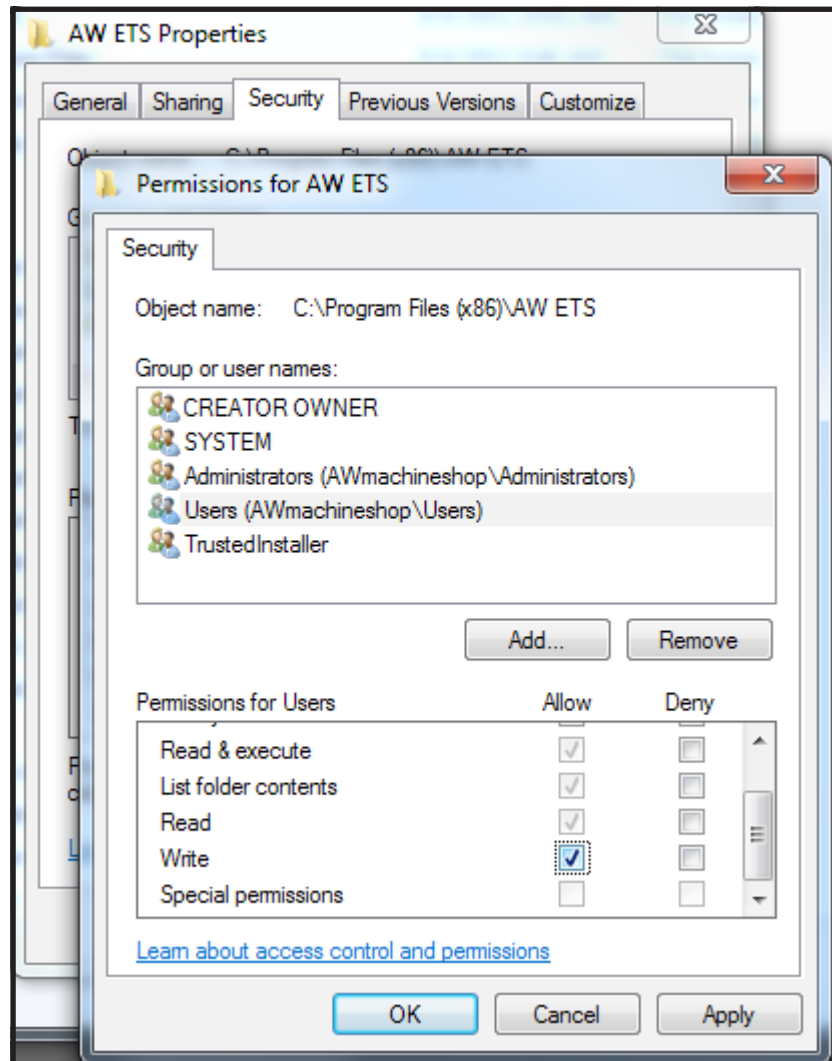 AW ETS Properties
General Sharing Security Previous Versions Customize
Permissions for AW ETS
Security
Object name: C:\Program Files (x86)\AW ETS
Group or user names:
CREATOR OWNER
SYSTEM
Administrators (AWmachineshop\Administrators)
Users (AWmachineshop\Users)
TrustedInstaller
Add... Remove
Permissions for Users Allow Deny
Read & execute
List folder contents
Read
Write
Special permissions
Learn about access control and permissions
OK Cancel Apply